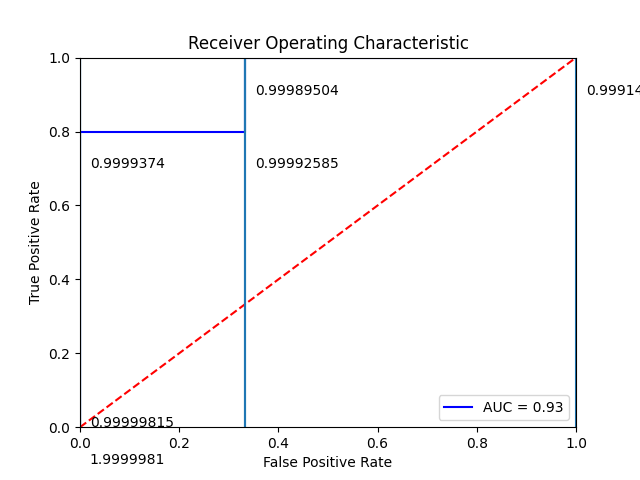 Receiver Operating Characteristic
1.0
0.99989504
0.99914
0.8
0.9999374
0.99992585
True Positive Rate
0.6
0.4
0.2
AUC = 0.93
0.99999815
0.0
0.0 0.2 0.4 0.6 0.8 1.0
1.9999981
False Positive Rate